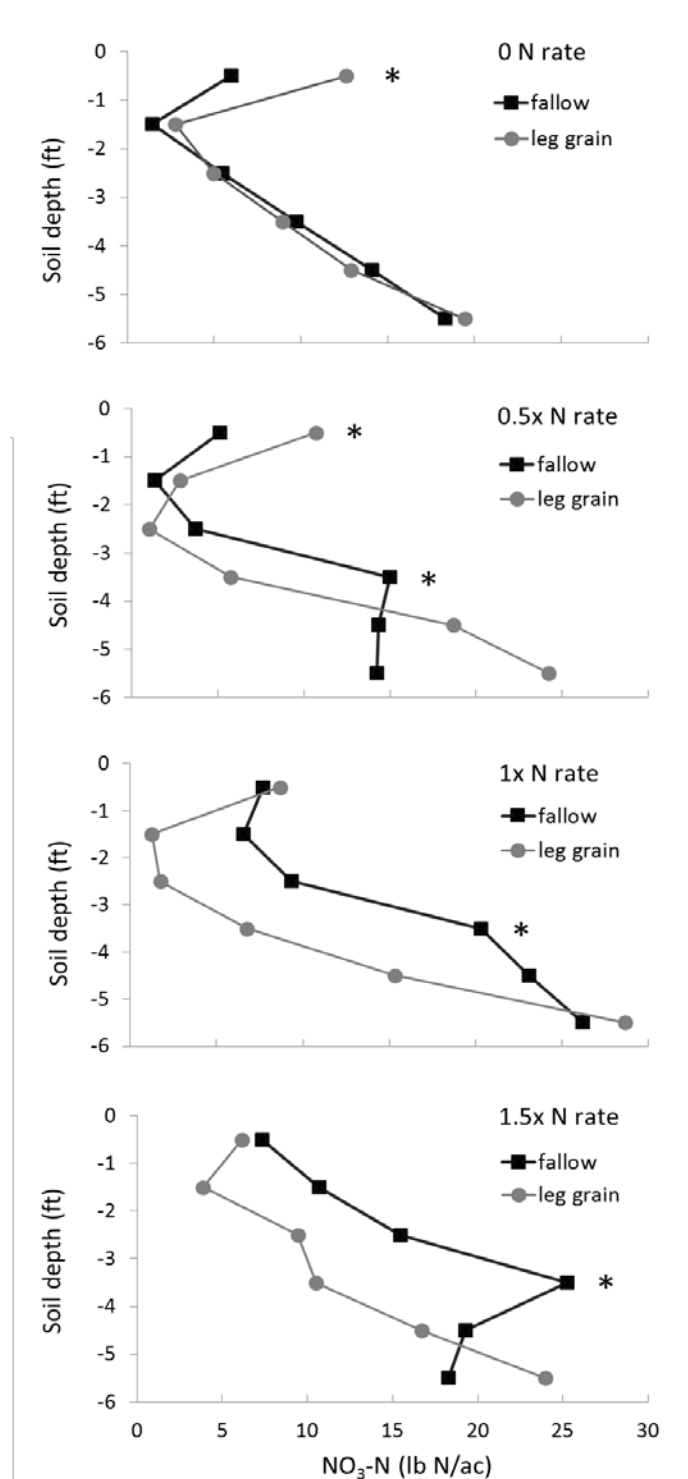 0 N rate
fallow
leg grain
*
Soil depth (ft)
0
-1
-2
-3
-4
-5
-6
0.5x N rate
fallow
leg grain
*
*
Soil depth (ft)
0
-1
-2
-3
-4
-5
-6
1x N rate
fallow
leg grain
*
Soil depth (ft)
0
-1
-2
-3
-4
-5
-6
1.5x N rate
fallow
leg grain
*
Soil depth (ft)
0
-1
-2
-3
-4
-5
-6
0 5 10 15 20 25 30
NO₃-N (lb N/ac)